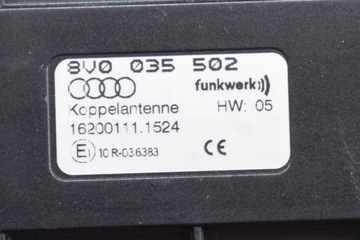 8V0 035 502
funkwerk
Koppelantenne HW: 05
16200111.1524
E1 10 R-036383 CE